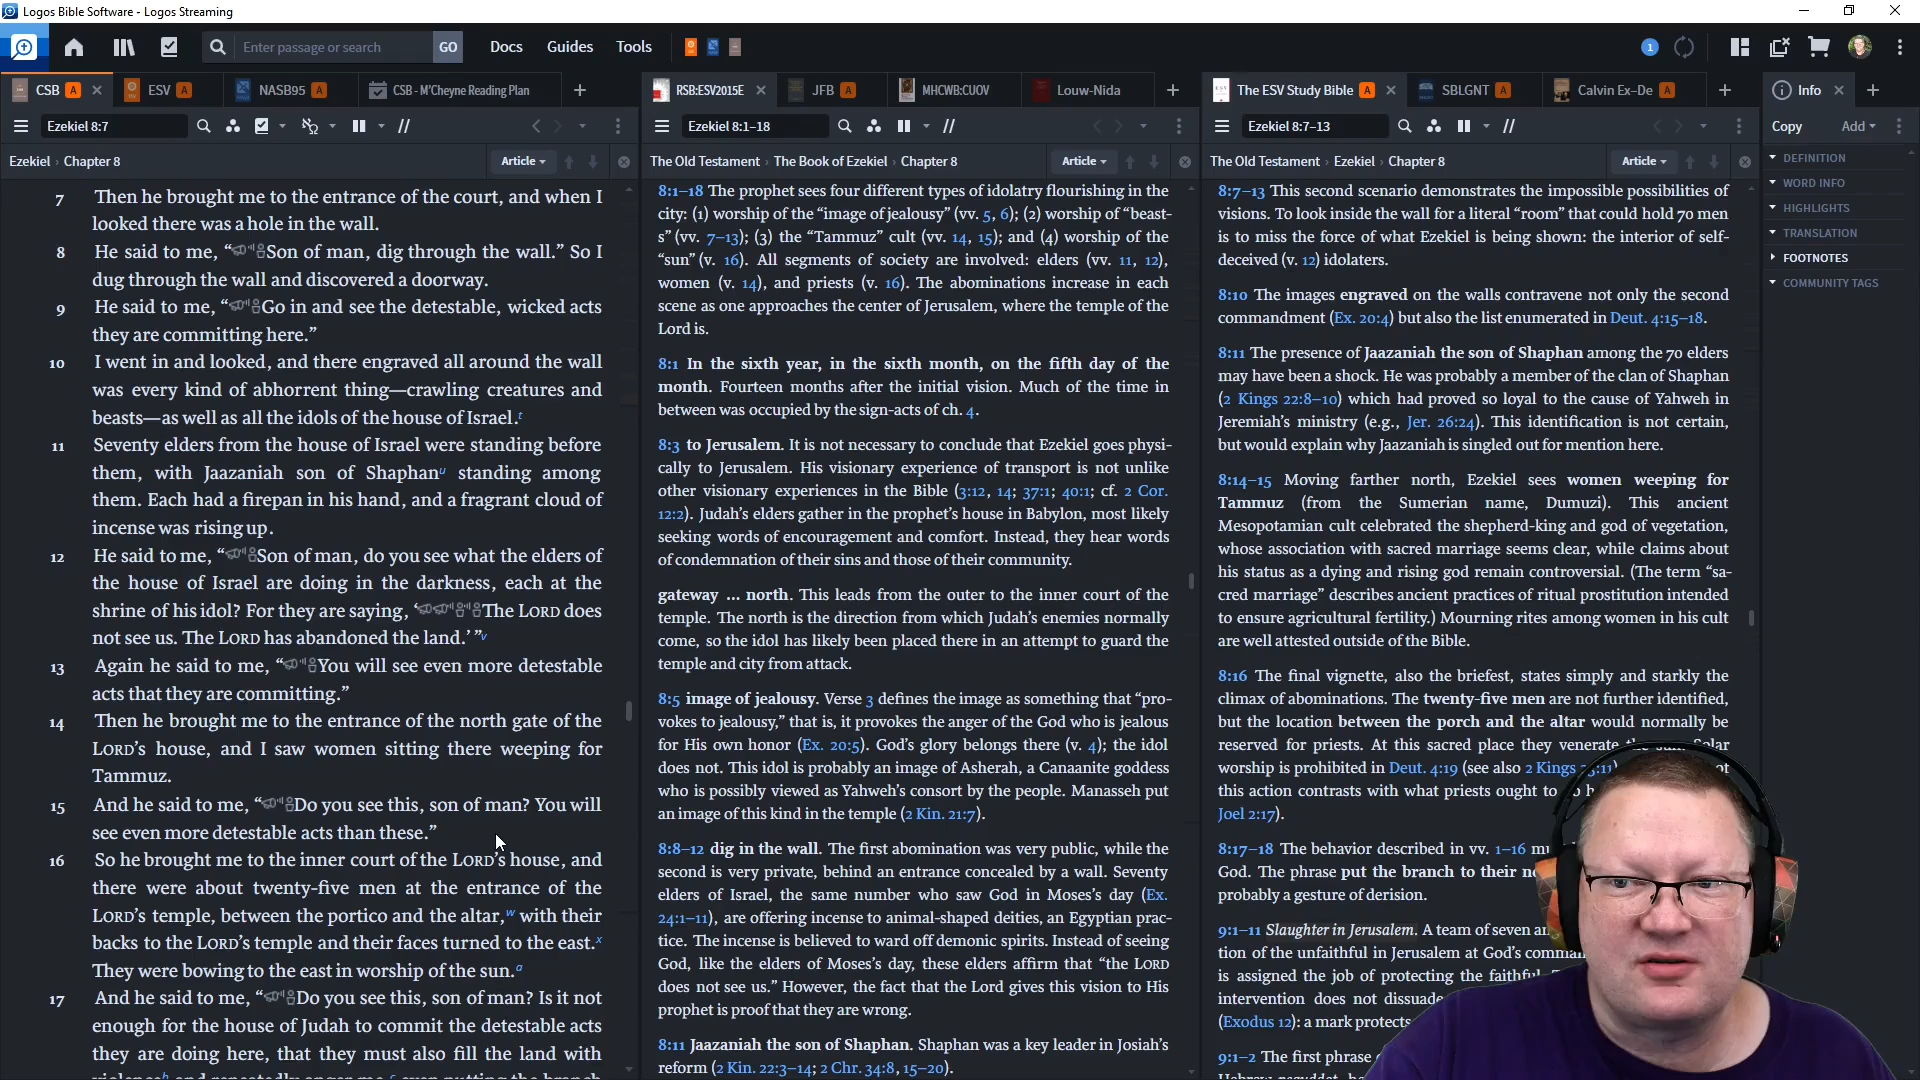 Logos Bible Software - Logos Streaming
Enter passage or search
GO
Docs
Guides
Tools
1
CSB A
ESV A
NASB95 A
CSB - M'Cheyne Reading Plan
RSB:ESV2015E
JFB A
MHCWB:CUOV
Louw-Nida
The ESV Study Bible A
SBLGNT A
Calvin Ex–De A
Info
Ezekiel 8:7
Ezekiel 8:1–18
Ezekiel 8:7–13
Copy
Add
Ezekiel › Chapter 8
Article
The Old Testament › The Book of Ezekiel › Chapter 8
Article
The Old Testament › Ezekiel › Chapter 8
Article
7 Then he brought me to the entrance of the court, and when I
looked there was a hole in the wall.
8 He said to me, “Son of man, dig through the wall.” So I
dug through the wall and discovered a doorway.
9 He said to me, “Go in and see the detestable, wicked acts
they are committing here.”
10 I went in and looked, and there engraved all around the wall
was every kind of abhorrent thing—crawling creatures and
beasts—as well as all the idols of the house of Israel.t
11 Seventy elders from the house of Israel were standing before
them, with Jaazaniah son of Shaphanu standing among
them. Each had a firepan in his hand, and a fragrant cloud of
incense was rising up.
12 He said to me, “Son of man, do you see what the elders of
the house of Israel are doing in the darkness, each at the
shrine of his idol? For they are saying, ‘The LORD does
not see us. The LORD has abandoned the land.’ ”v
13 Again he said to me, “You will see even more detestable
acts that they are committing.”
14 Then he brought me to the entrance of the north gate of the
LORD’s house, and I saw women sitting there weeping for
Tammuz.
15 And he said to me, “Do you see this, son of man? You will
see even more detestable acts than these.”
16 So he brought me to the inner court of the LORD’s house, and
there were about twenty-five men at the entrance of the
LORD’s temple, between the portico and the altar,w with their
backs to the LORD’s temple and their faces turned to the east.x
They were bowing to the east in worship of the sun.a
17 And he said to me, “Do you see this, son of man? Is it not
enough for the house of Judah to commit the detestable acts
they are doing here, that they must also fill the land with
8:1–18 The prophet sees four different types of idolatry flourishing in the
city: (1) worship of the “image of jealousy” (vv. 5, 6); (2) worship of “beast-
s” (vv. 7–13); (3) the “Tammuz” cult (vv. 14, 15); and (4) worship of the
“sun” (v. 16). All segments of society are involved: elders (vv. 11, 12),
women (v. 14), and priests (v. 16). The abominations increase in each
scene as one approaches the center of Jerusalem, where the temple of the
Lord is.
8:1 In the sixth year, in the sixth month, on the fifth day of the
month. Fourteen months after the initial vision. Much of the time in
between was occupied by the sign-acts of ch. 4.
8:3 to Jerusalem. It is not necessary to conclude that Ezekiel goes physi-
cally to Jerusalem. His visionary experience of transport is not unlike
other visionary experiences in the Bible (3:12, 14; 37:1; 40:1; cf. 2 Cor.
12:2). Judah’s elders gather in the prophet’s house in Babylon, most likely
seeking words of encouragement and comfort. Instead, they hear words
of condemnation of their sins and those of their community.
gateway ... north. This leads from the outer to the inner court of the
temple. The north is the direction from which Judah’s enemies normally
come, so the idol has likely been placed there in an attempt to guard the
temple and city from attack.
8:5 image of jealousy. Verse 3 defines the image as something that “pro-
vokes to jealousy,” that is, it provokes the anger of the God who is jealous
for His own honor (Ex. 20:5). God’s glory belongs there (v. 4); the idol
does not. This idol is probably an image of Asherah, a Canaanite goddess
who is possibly viewed as Yahweh’s consort by the people. Manasseh put
an image of this kind in the temple (2 Kin. 21:7).
8:8–12 dig in the wall. The first abomination was very public, while the
second is very private, behind an entrance concealed by a wall. Seventy
elders of Israel, the same number who saw God in Moses’s day (Ex.
24:1–11), are offering incense to animal-shaped deities, an Egyptian prac-
tice. The incense is believed to ward off demonic spirits. Instead of seeing
God, like the elders of Moses’s day, these elders affirm that “the LORD
does not see us.” However, the fact that the Lord gives this vision to His
prophet is proof that they are wrong.
8:11 Jaazaniah the son of Shaphan. Shaphan was a key leader in Josiah’s
reform (2 Kin. 22:3–14; 2 Chr. 34:8, 15–20).
8:7–13 This second scenario demonstrates the impossible possibilities of
visions. To look inside the wall for a literal “room” that could hold 70 men
is to miss the force of what Ezekiel is being shown: the interior of self-
deceived (v. 12) idolaters.
8:10 The images engraved on the walls contravene not only the second
commandment (Ex. 20:4) but also the list enumerated in Deut. 4:15–18.
8:11 The presence of Jaazaniah the son of Shaphan among the 70 elders
may have been a shock. He was probably a member of the clan of Shaphan
(2 Kings 22:8–10) which had proved so loyal to the cause of Yahweh in
Jeremiah’s ministry (e.g., Jer. 26:24). This identification is not certain,
but would explain why Jaazaniah is singled out for mention here.
8:14–15 Moving farther north, Ezekiel sees women weeping for
Tammuz (from the Sumerian name, Dumuzi). This ancient
Mesopotamian cult celebrated the shepherd-king and god of vegetation,
whose association with sacred marriage seems clear, while claims about
his status as a dying and rising god remain controversial. (The term “sa-
cred marriage” describes ancient practices of ritual prostitution intended
to ensure agricultural fertility.) Mourning rites among women in his cult
are well attested outside of the Bible.
8:16 The final vignette, also the briefest, states simply and starkly the
climax of abominations. The twenty-five men are not further identified,
but the location between the porch and the altar would normally be
reserved for priests. At this sacred place they venerate the sun. Solar
worship is prohibited in Deut. 4:19 (see also 2 Kings
this action contrasts with what priests ought to
Joel 2:17).
8:17–18 The behavior described in vv. 1–16
God. The phrase put the branch to their
probably a gesture of derision.
9:1–11 Slaughter in Jerusalem. A team of seven
tion of the unfaithful in Jerusalem at God’s
is assigned the job of protecting the faithful.
intervention does not dissuade
(Exodus 12): a mark protects
9:1–2 The first phrase
DEFINITION
WORD INFO
HIGHLIGHTS
TRANSLATION
FOOTNOTES
COMMUNITY TAGS